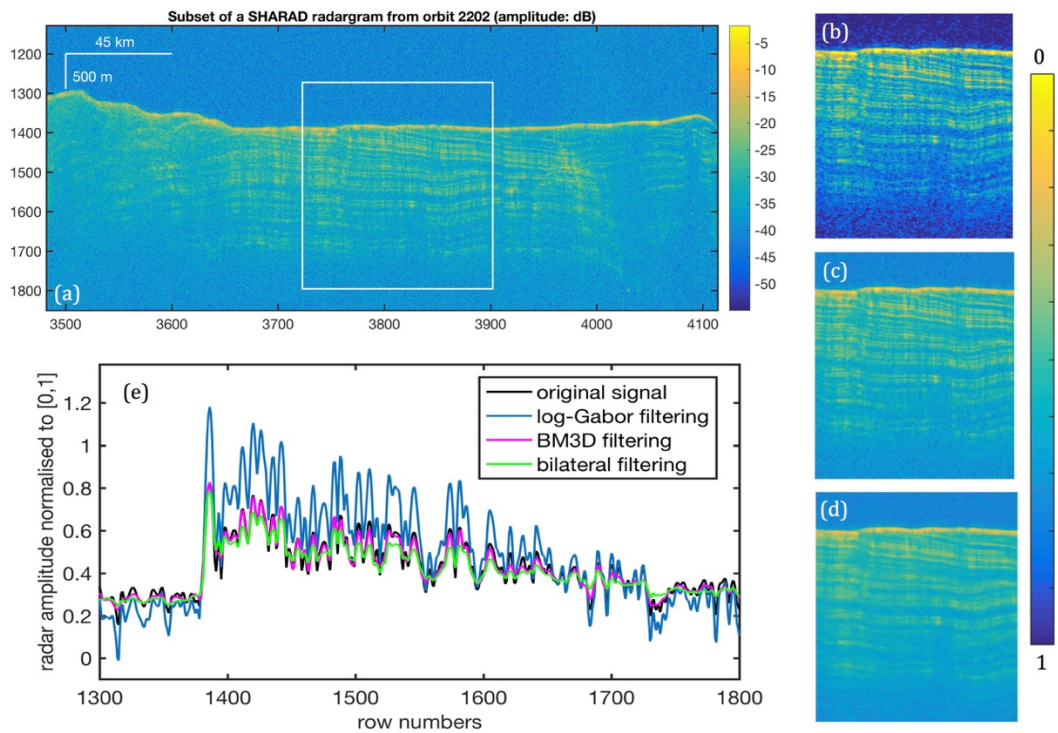 Subset of a SHARAD radargram from orbit 2202 (amplitude: dB)
1200
1300
1400
1500
1600
1700
1800
45 km
500 m
(a)
3500
3600
3700
3800
3900
4000
4100
-5
-10
-15
-20
-25
-30
-35
-40
-45
-50
(b)
(c)
(d)
0
1
(e)
original signal
log-Gabor filtering
BM3D filtering
bilateral filtering
radar amplitude normalised to [0,1]
1.2
1
0.8
0.6
0.4
0.2
0
1300
1400
1500
1600
1700
1800
row numbers